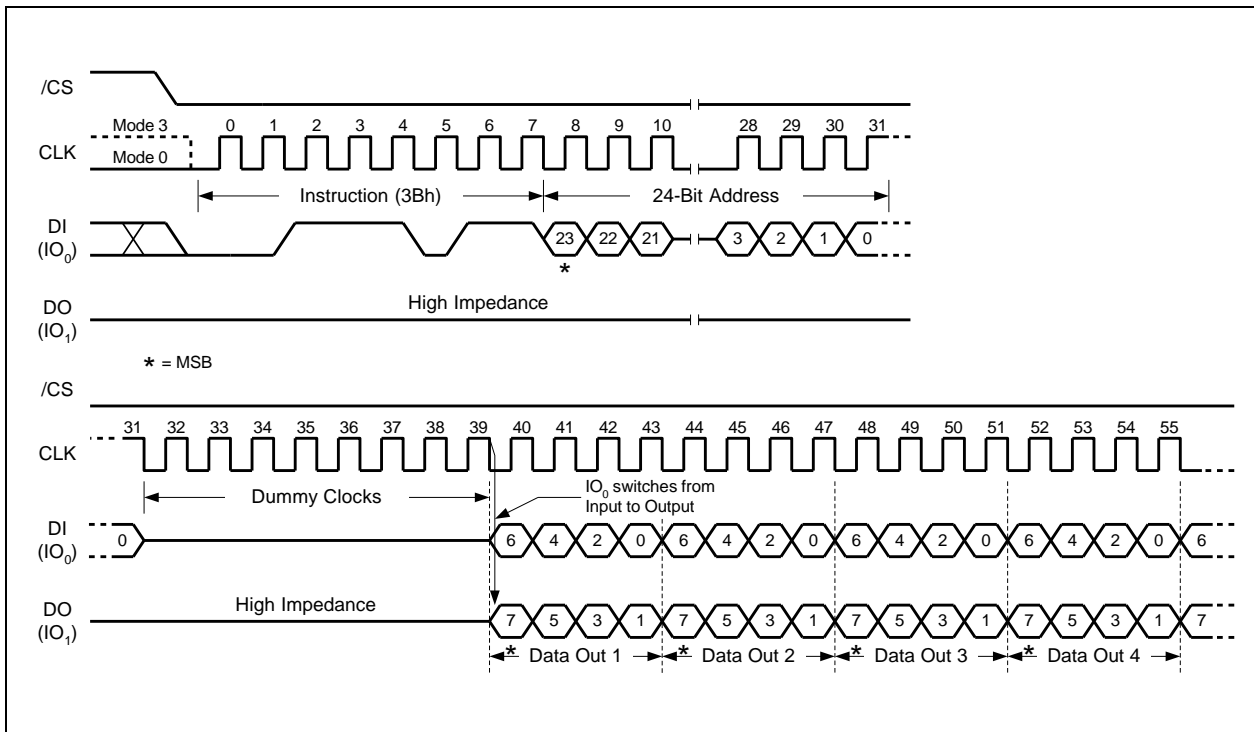 /CS
Mode 3 0 1 2 3 4 5 6 7 8 9 10 28 29 30 31
CLK
Mode 0
Instruction (3Bh) 24-Bit Address
DI
(IO0) 23 22 21 3 2 1 0
*
High Impedance
DO
(IO1)
* = MSB
/CS
31 32 33 34 35 36 37 38 39 40 41 42 43 44 45 46 47 48 49 50 51 52 53 54 55
CLK
Dummy Clocks
IO0 switches from
Input to Output
DI
(IO0) 0 6 4 2 0 6 4 2 0 6 4 2 0 6 4 2 0 6
High Impedance
DO
(IO1) 7 5 3 1 7 5 3 1 7 5 3 1 7 5 3 1 7
* Data Out 1 * Data Out 2 * Data Out 3 * Data Out 4